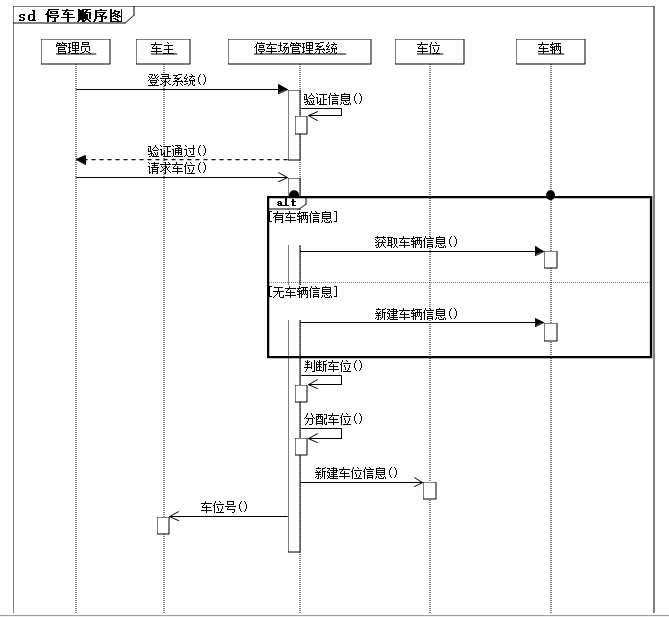 sd 停车顺序图
管理员
车主
停车场管理系统
车位
车辆
登录系统()
验证信息()
验证通过()
请求车位()
alt
[有车辆信息]
获取车辆信息()
[无车辆信息]
新建车辆信息()
判断车位()
分配车位()
新建车位信息()
车位号()